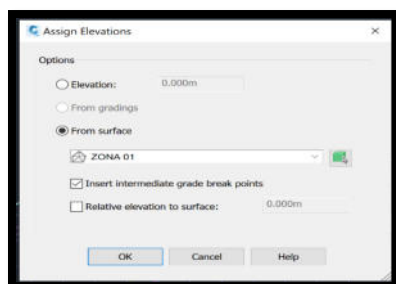 Assign Elevations
Options
Elevation: 0.000m
From gradings
From surface
ZONA 01
Insert intermediate grade break points
Relative elevation to surface: 0.000m
OK Cancel Help